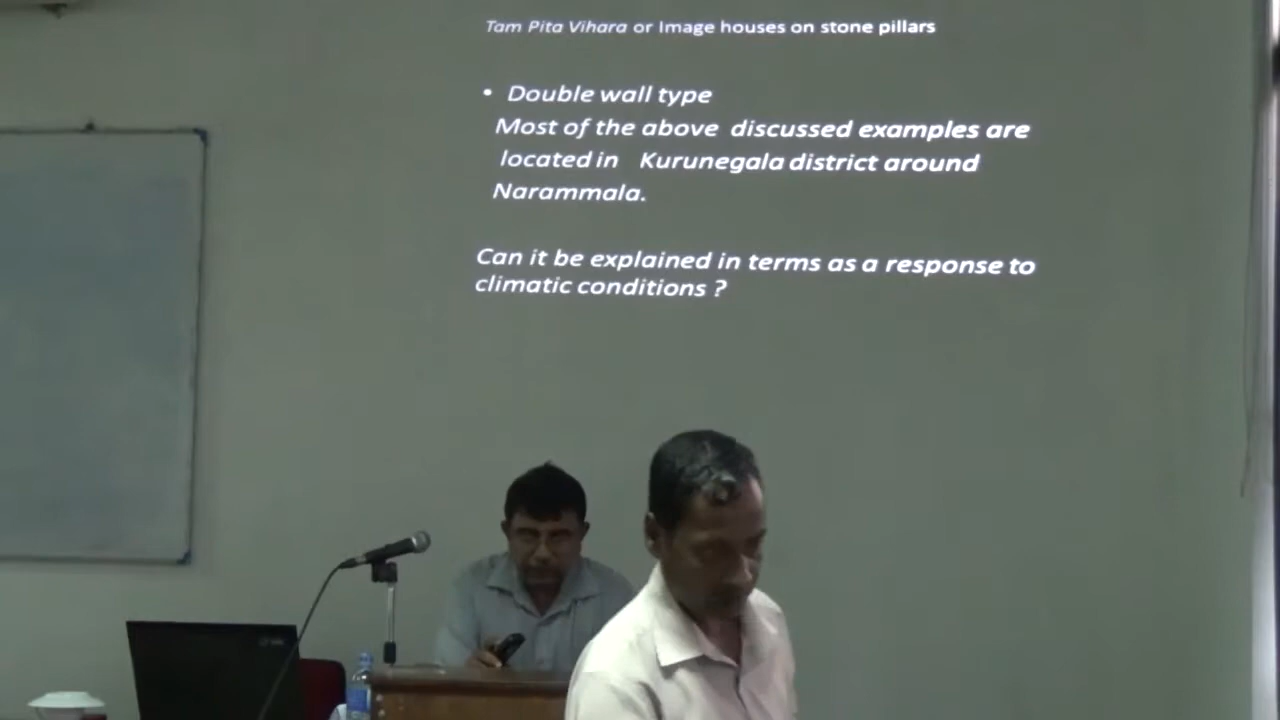 Tam Pita Vihara or Image houses on stone pillars
• Double wall type
Most of the above discussed examples are
located in Kurunegala district around
Narammala.
Can it be explained in terms as a response to
climatic conditions ?